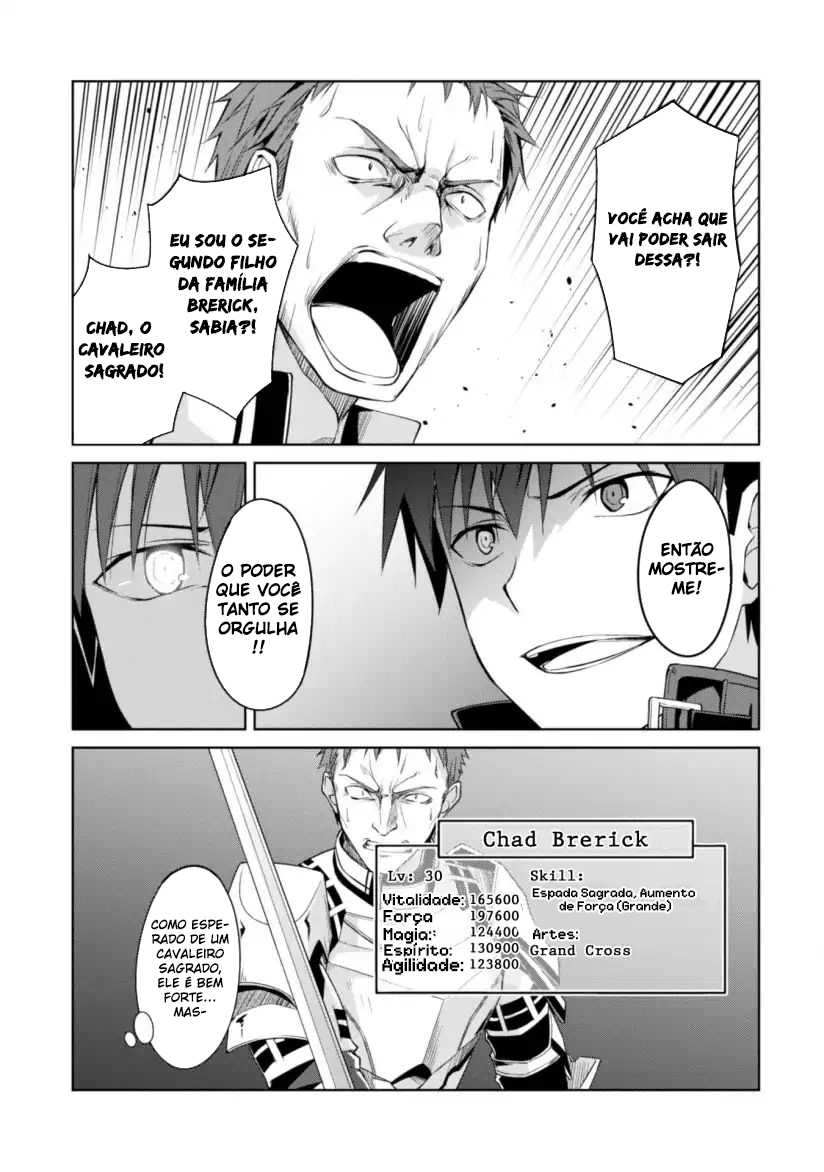 VOCÊ ACHA QUE
VAI PODER SAIR
DESSA?!
EU SOU O SE-
GUNDO FILHO
DA FAMÍLIA
BRERICK,
SABIA?!
CHAD, O
CAVALEIRO
SAGRADO!
ENTÃO
MOSTRE-
ME!
O PODER
QUE VOCÊ
TANTO SE
ORGULHA
!!
Chad Brerick
Lv: 30
Vitalidade: 165600
Força 197600
Magia: 124400
Espírito: 130900
Agilidade: 123800
Skill:
Espada Sagrada, Aumento
de Força (Grande)
Artes:
Grand Cross
COMO ESPE-
RADO DE UM
CAVALEIRO
SAGRADO,
ELE É BEM
FORTE...
MAS-